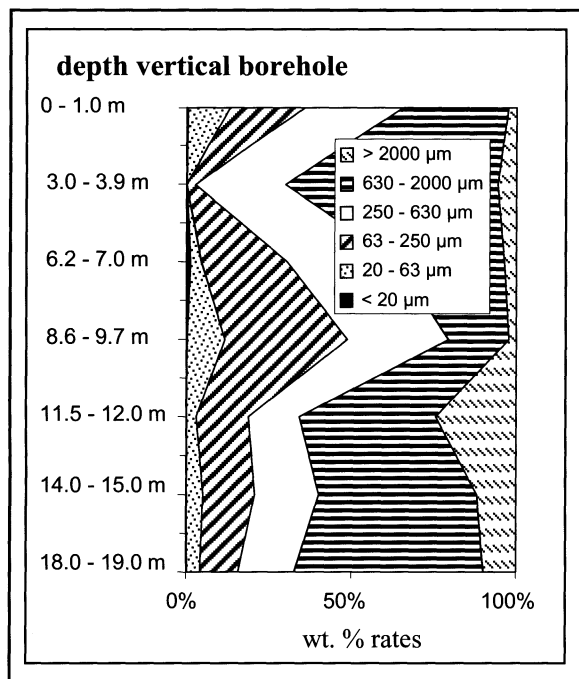 depth vertical borehole
0 - 1.0 m
3.0 - 3.9 m
6.2 - 7.0 m
8.6 - 9.7 m
11.5 - 12.0 m
14.0 - 15.0 m
18.0 - 19.0 m
> 2000 µm
630 - 2000 µm
250 - 630 µm
63 - 250 µm
20 - 63 µm
< 20 µm
0% 50% 100%
wt. % rates